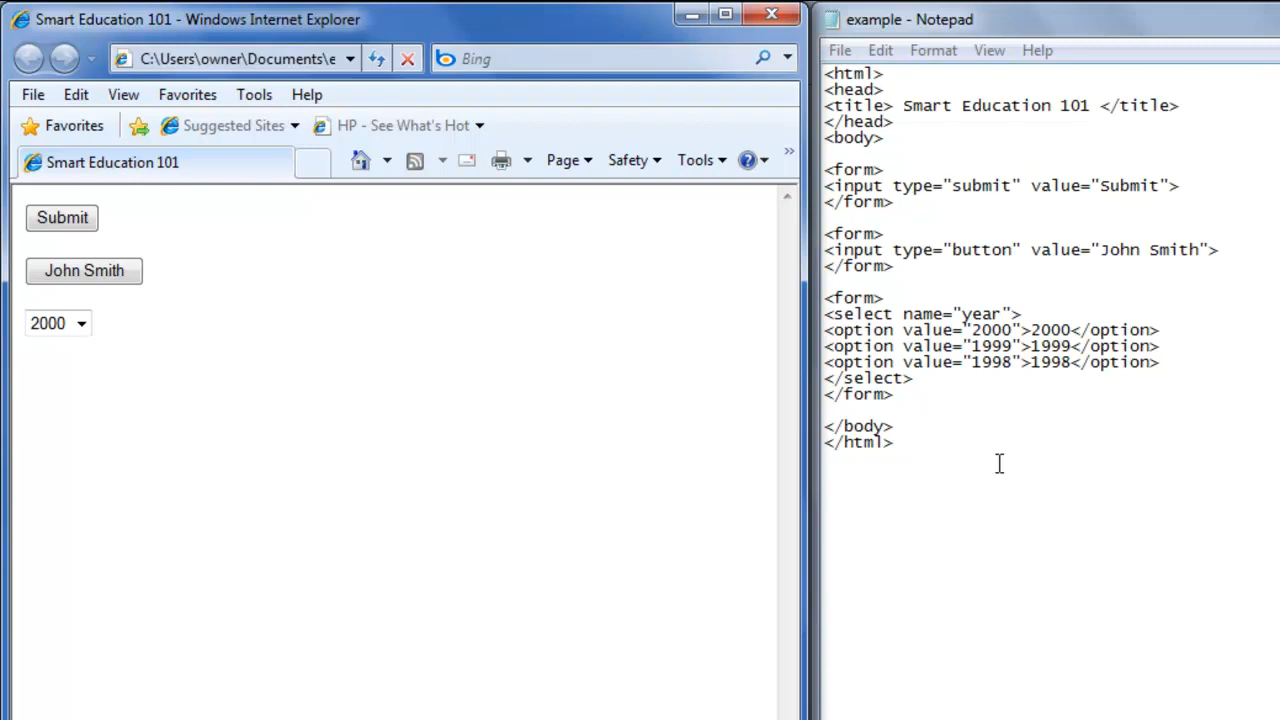 Smart Education 101 - Windows Internet Explorer
C:\Users\owner\Documents\e
Bing
File Edit View Favorites Tools Help
Favorites Suggested Sites HP - See What's Hot
Smart Education 101
Page Safety Tools »
Submit
John Smith
2000
example - Notepad
File Edit Format View Help
<html>
<head>
<title> Smart Education 101 </title>
</head>
<body>
<form>
<input type="submit" value="Submit">
</form>
<form>
<input type="button" value="John Smith">
</form>
<form>
<select name="year">
<option value="2000">2000</option>
<option value="1999">1999</option>
<option value="1998">1998</option>
</select>
</form>
</body>
</html>